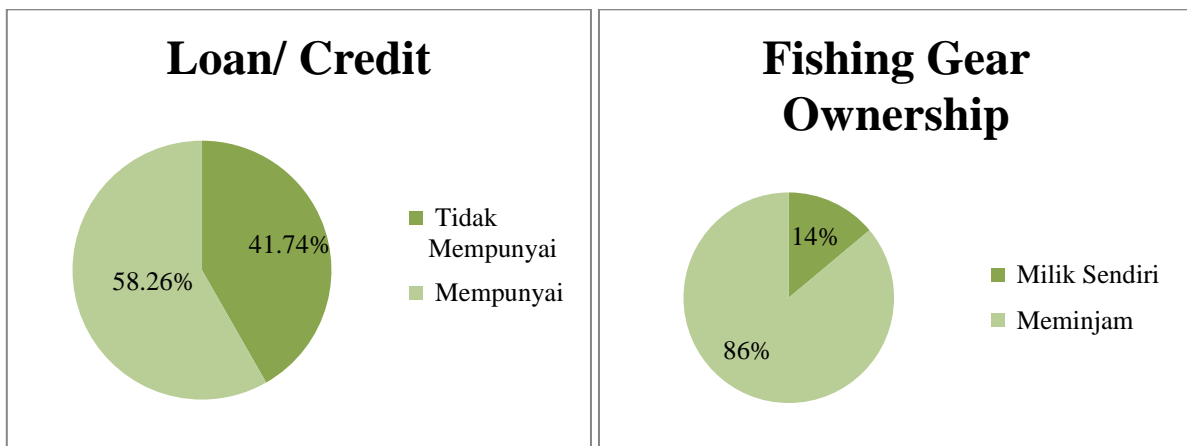 Loan/ Credit
41.74%
58.26%
Tidak
Mempunyai
Mempunyai
Fishing Gear
Ownership
14%
86%
Milik Sendiri
Meminjam